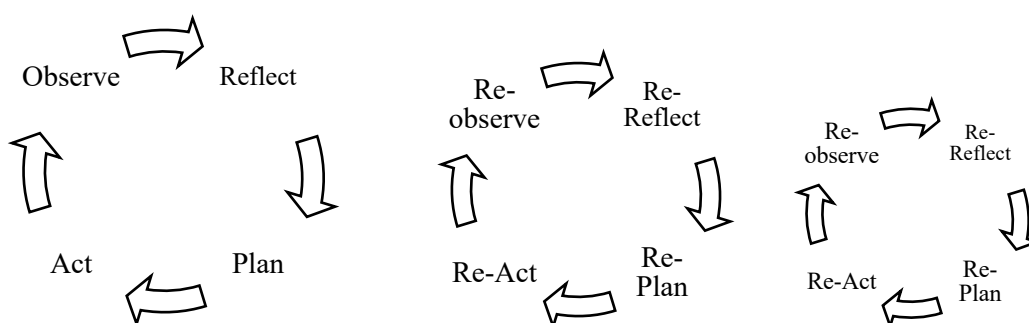 Observe
Reflect
Plan
Act
Re-
observe
Re-
Reflect
Re-
Plan
Re-Act
Re-
observe
Re-
Reflect
Re-
Plan
Re-Act